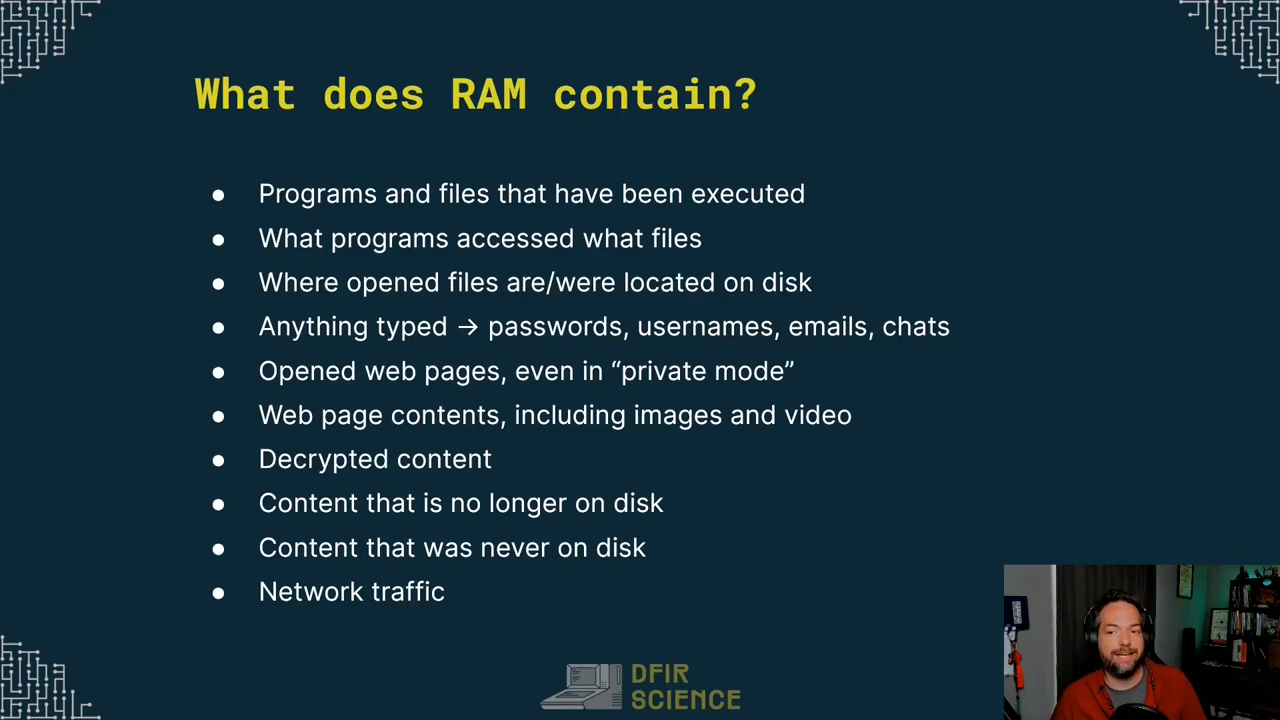 What does RAM contain?
● Programs and files that have been executed
● What programs accessed what files
● Where opened files are/were located on disk
● Anything typed → passwords, usernames, emails, chats
● Opened web pages, even in “private mode”
● Web page contents, including images and video
● Decrypted content
● Content that is no longer on disk
● Content that was never on disk
● Network traffic
DFIR
SCIENCE